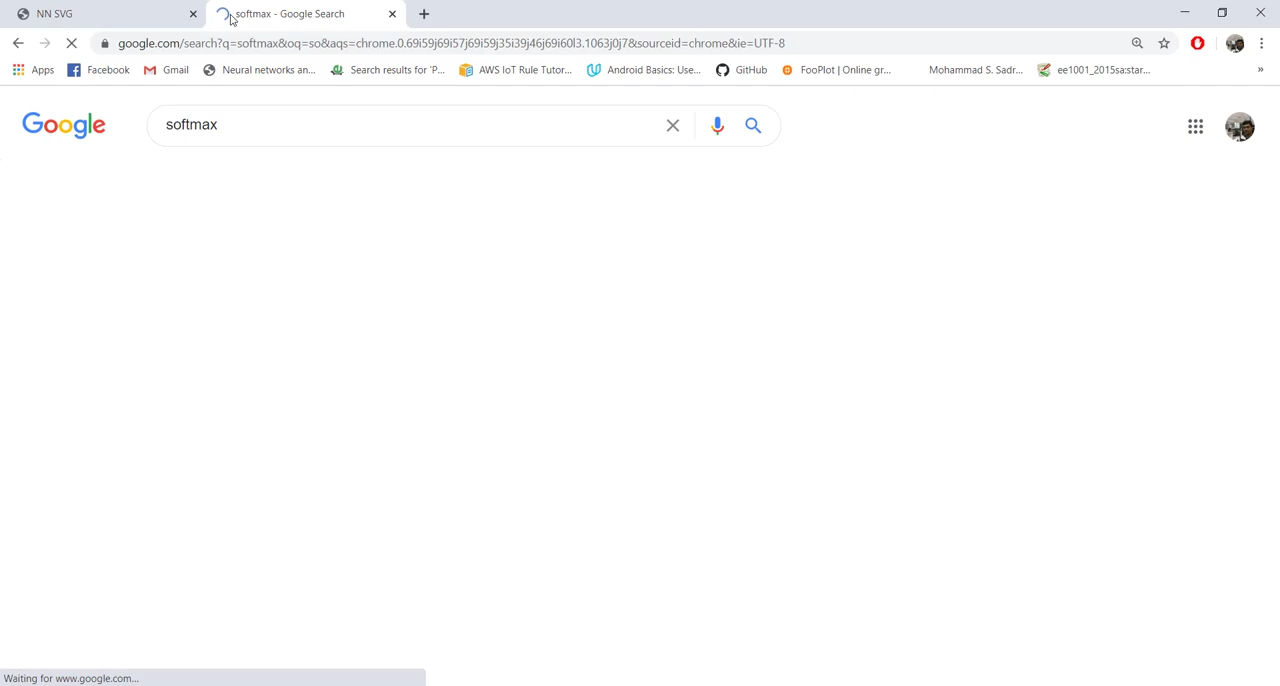 NN SVG softmax - Google Search
google.com/search?q=softmax&oq=so&aqs=chrome.0.69i59j69i57j69i59j35i39j46j69i60l3.1063j0j7&sourceid=chrome&ie=UTF-8
Apps Facebook Gmail Neural networks an... Search results for 'P... AWS IoT Rule Tutor... Android Basics: Use... GitHub FooPlot | Online gr... Mohammad S. Sadr... ee1001_2015sa:star... »
Google softmax
Waiting for www.google.com...